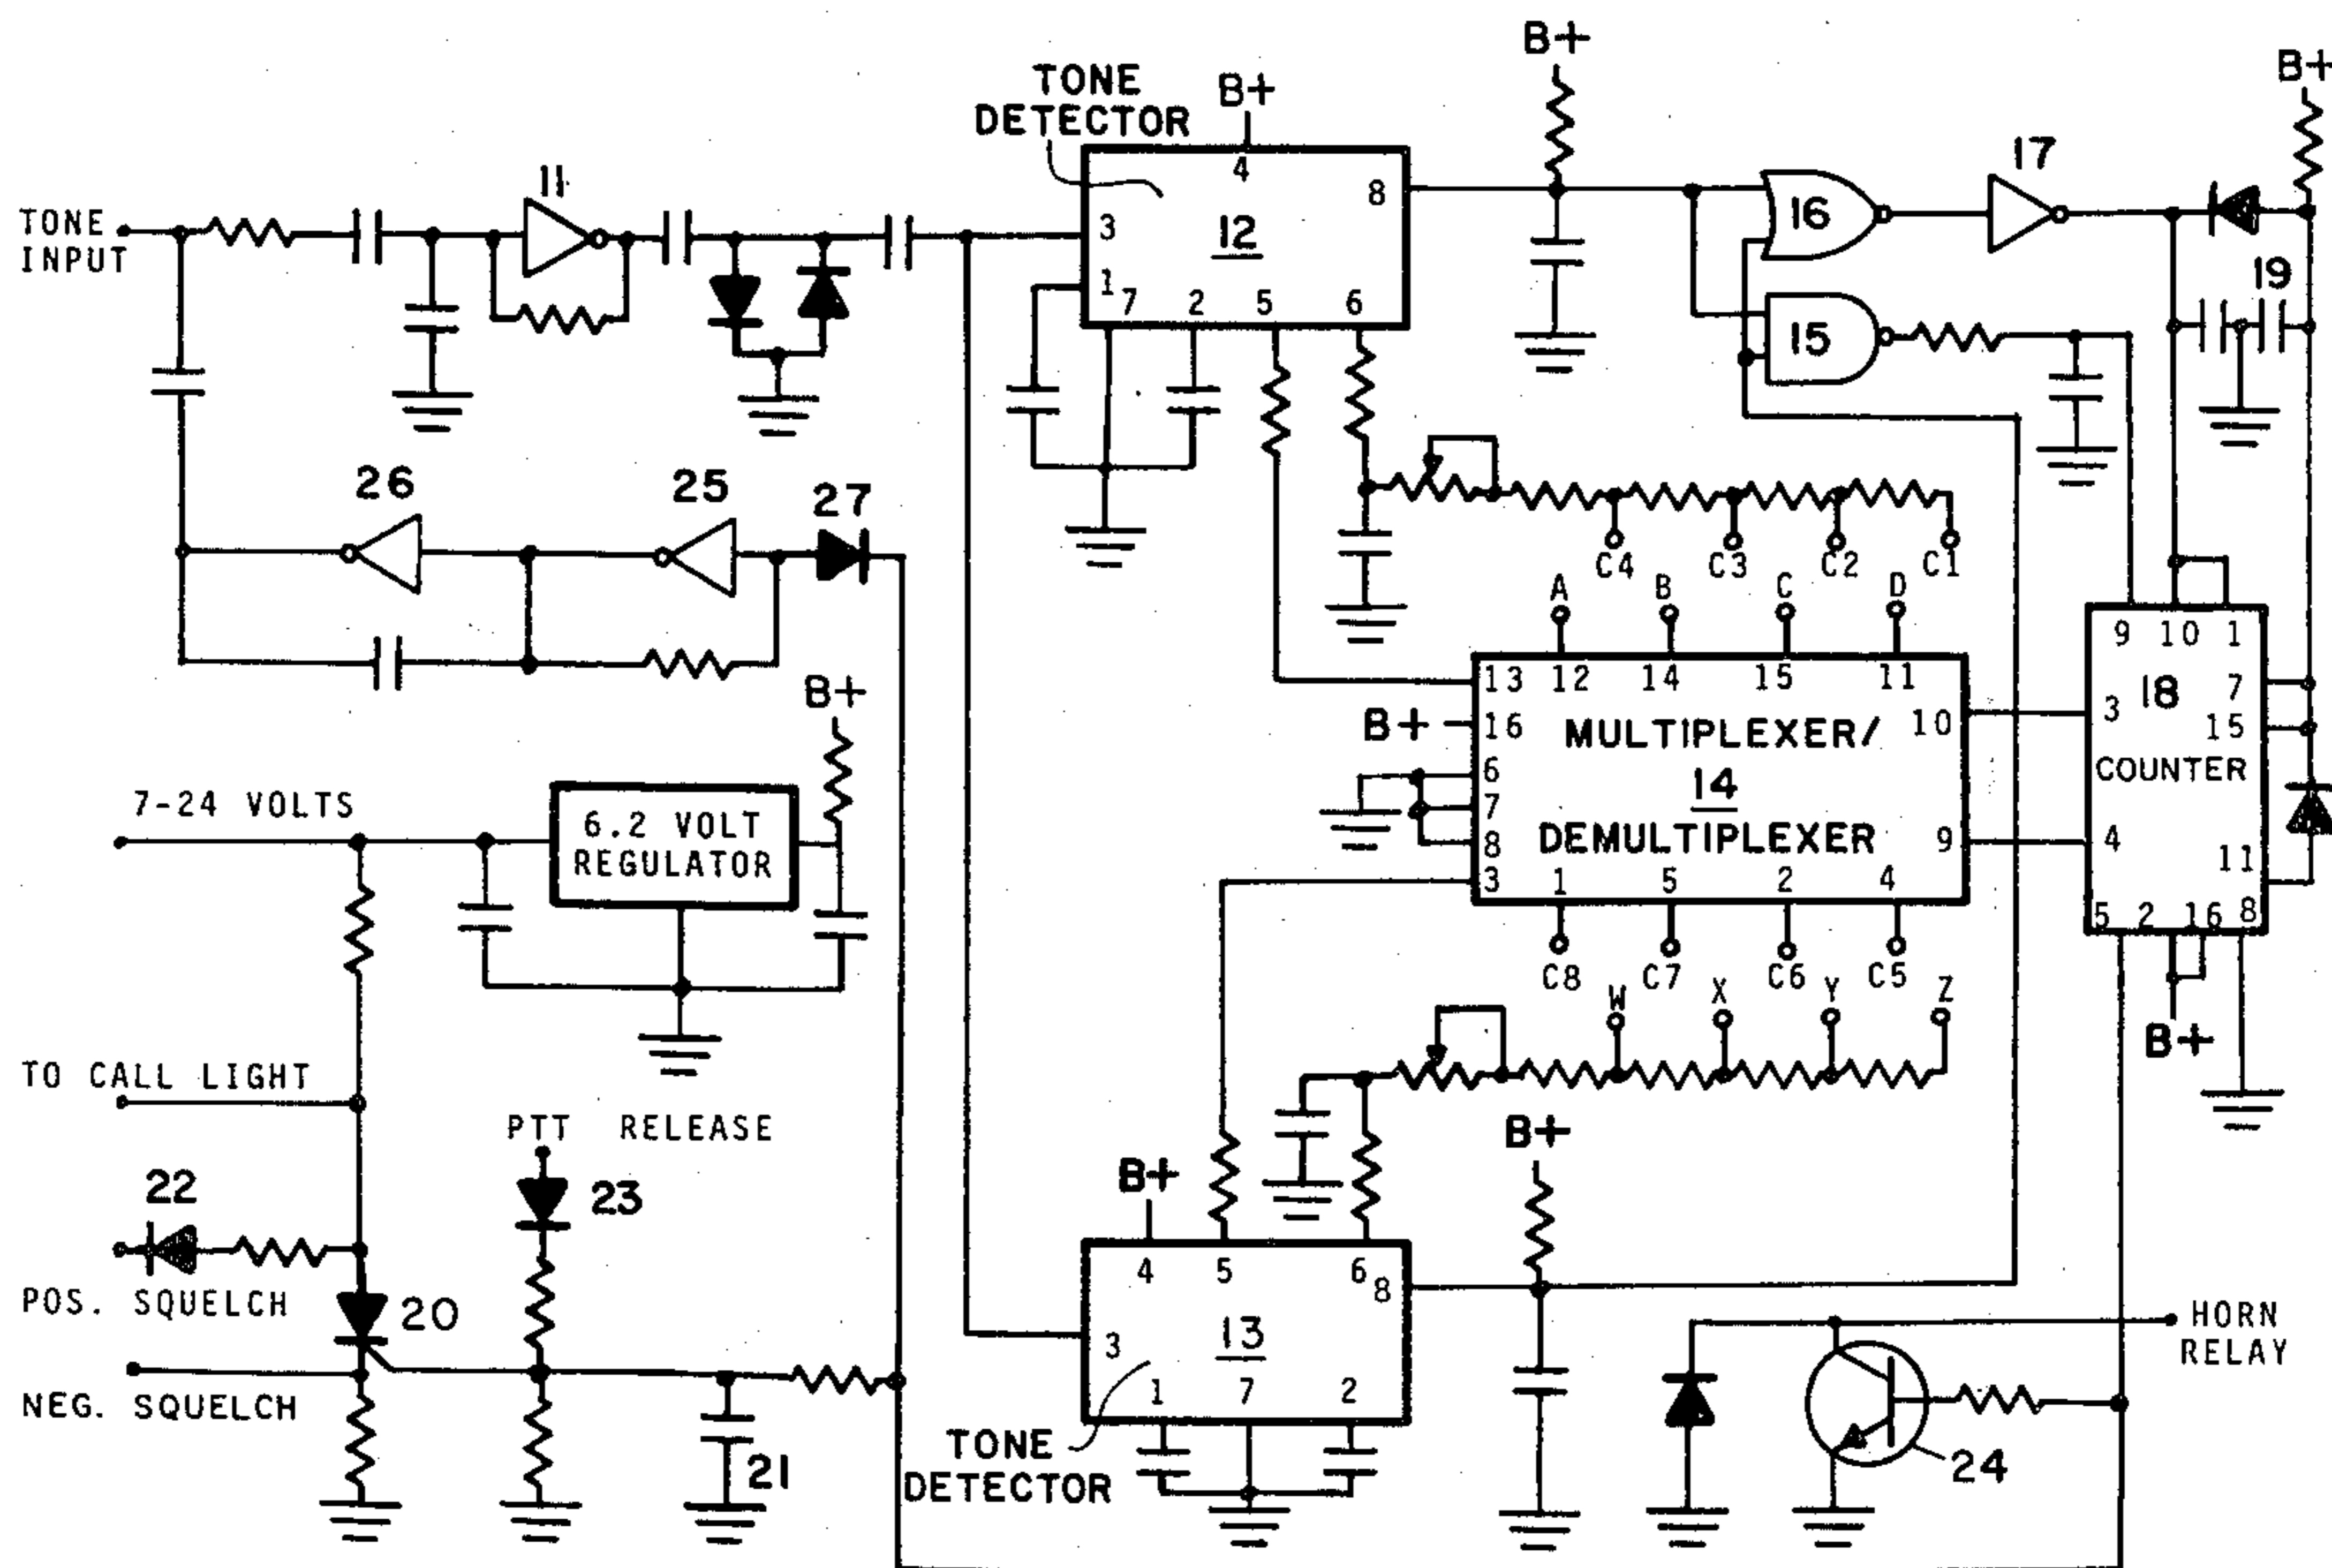 B+
B+
TONE
DETECTOR
B+
4
17
11
8
16
TONE
INPUT
3
12
19
1
7
2
5
6
15
26
25
27
C4
C3
C2
C1
A
B
C
D
9
10
1
13
12
14
15
11
18
7
B+
B+
16
MULTIPLEXER/
10
3
15
7-24 VOLTS
6.2 VOLT
REGULATOR
6
7
8
14
COUNTER
DEMULTIPLEXER
9
4
11
3
1
5
2
4
5
2
16
8
C8
C7
C6
C5
W
X
Y
Z
B+
TO CALL LIGHT
PTT RELEASE
B+
B+
22
23
4
5
6
8
POS. SQUELCH
20
3
13
HORN
RELAY
NEG. SQUELCH
1
7
2
TONE
DETECTOR
21
24